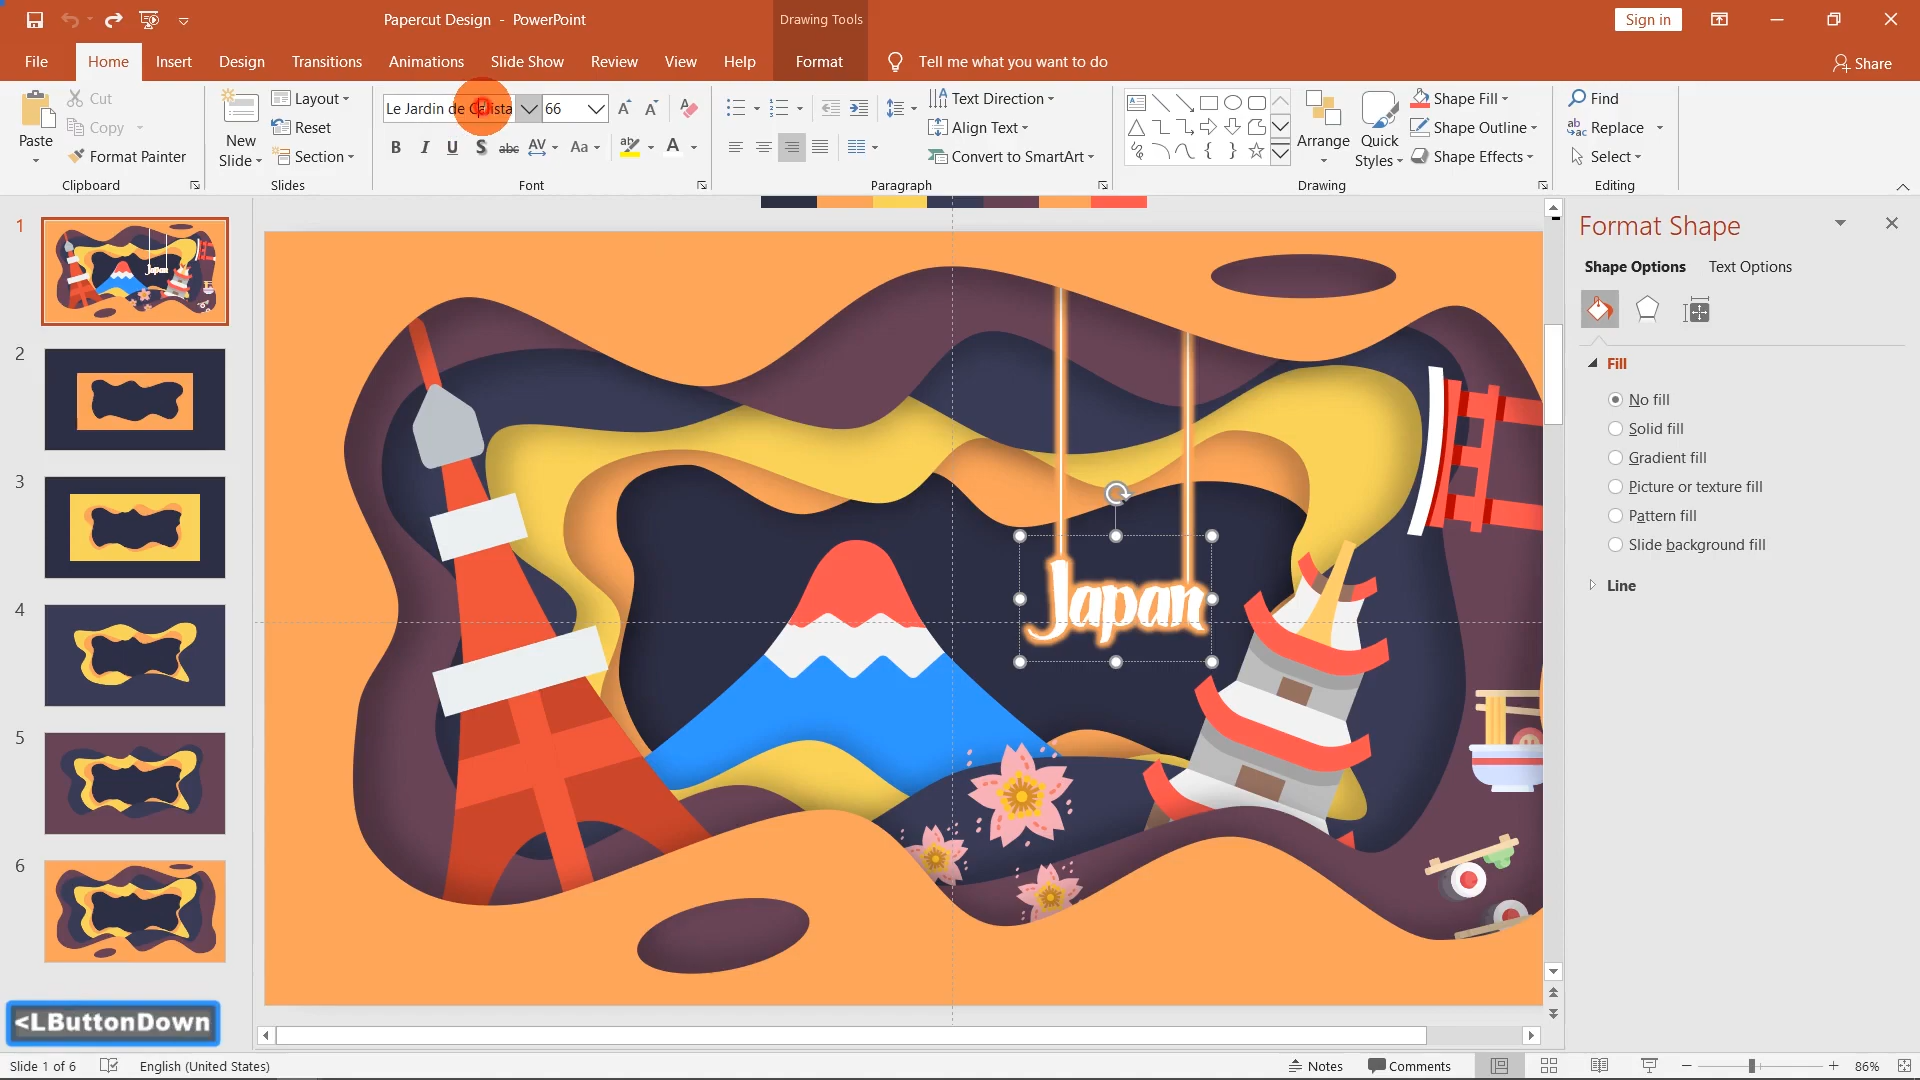 Papercut Design - PowerPoint
Drawing Tools
Sign in
File
Home
Insert
Design
Transitions
Animations
Slide Show
Review
View
Help
Format
Tell me what you want to do
Share
Paste
Cut
Copy
Format Painter
Clipboard
New Slide
Layout
Reset
Section
Slides
Le Jardin de Calista
66
B I U S abc AV Aa A
Font
Text Direction
Align Text
Convert to SmartArt
Paragraph
Arrange
Quick Styles
Shape Fill
Shape Outline
Shape Effects
Drawing
Find
Replace
Select
Editing
1
2
3
4
5
6
Japan
Japan
Format Shape
Shape Options
Text Options
Fill
No fill
Solid fill
Gradient fill
Picture or texture fill
Pattern fill
Slide background fill
Line
<LButtonDown
Slide 1 of 6
English (United States)
Notes
Comments
86%